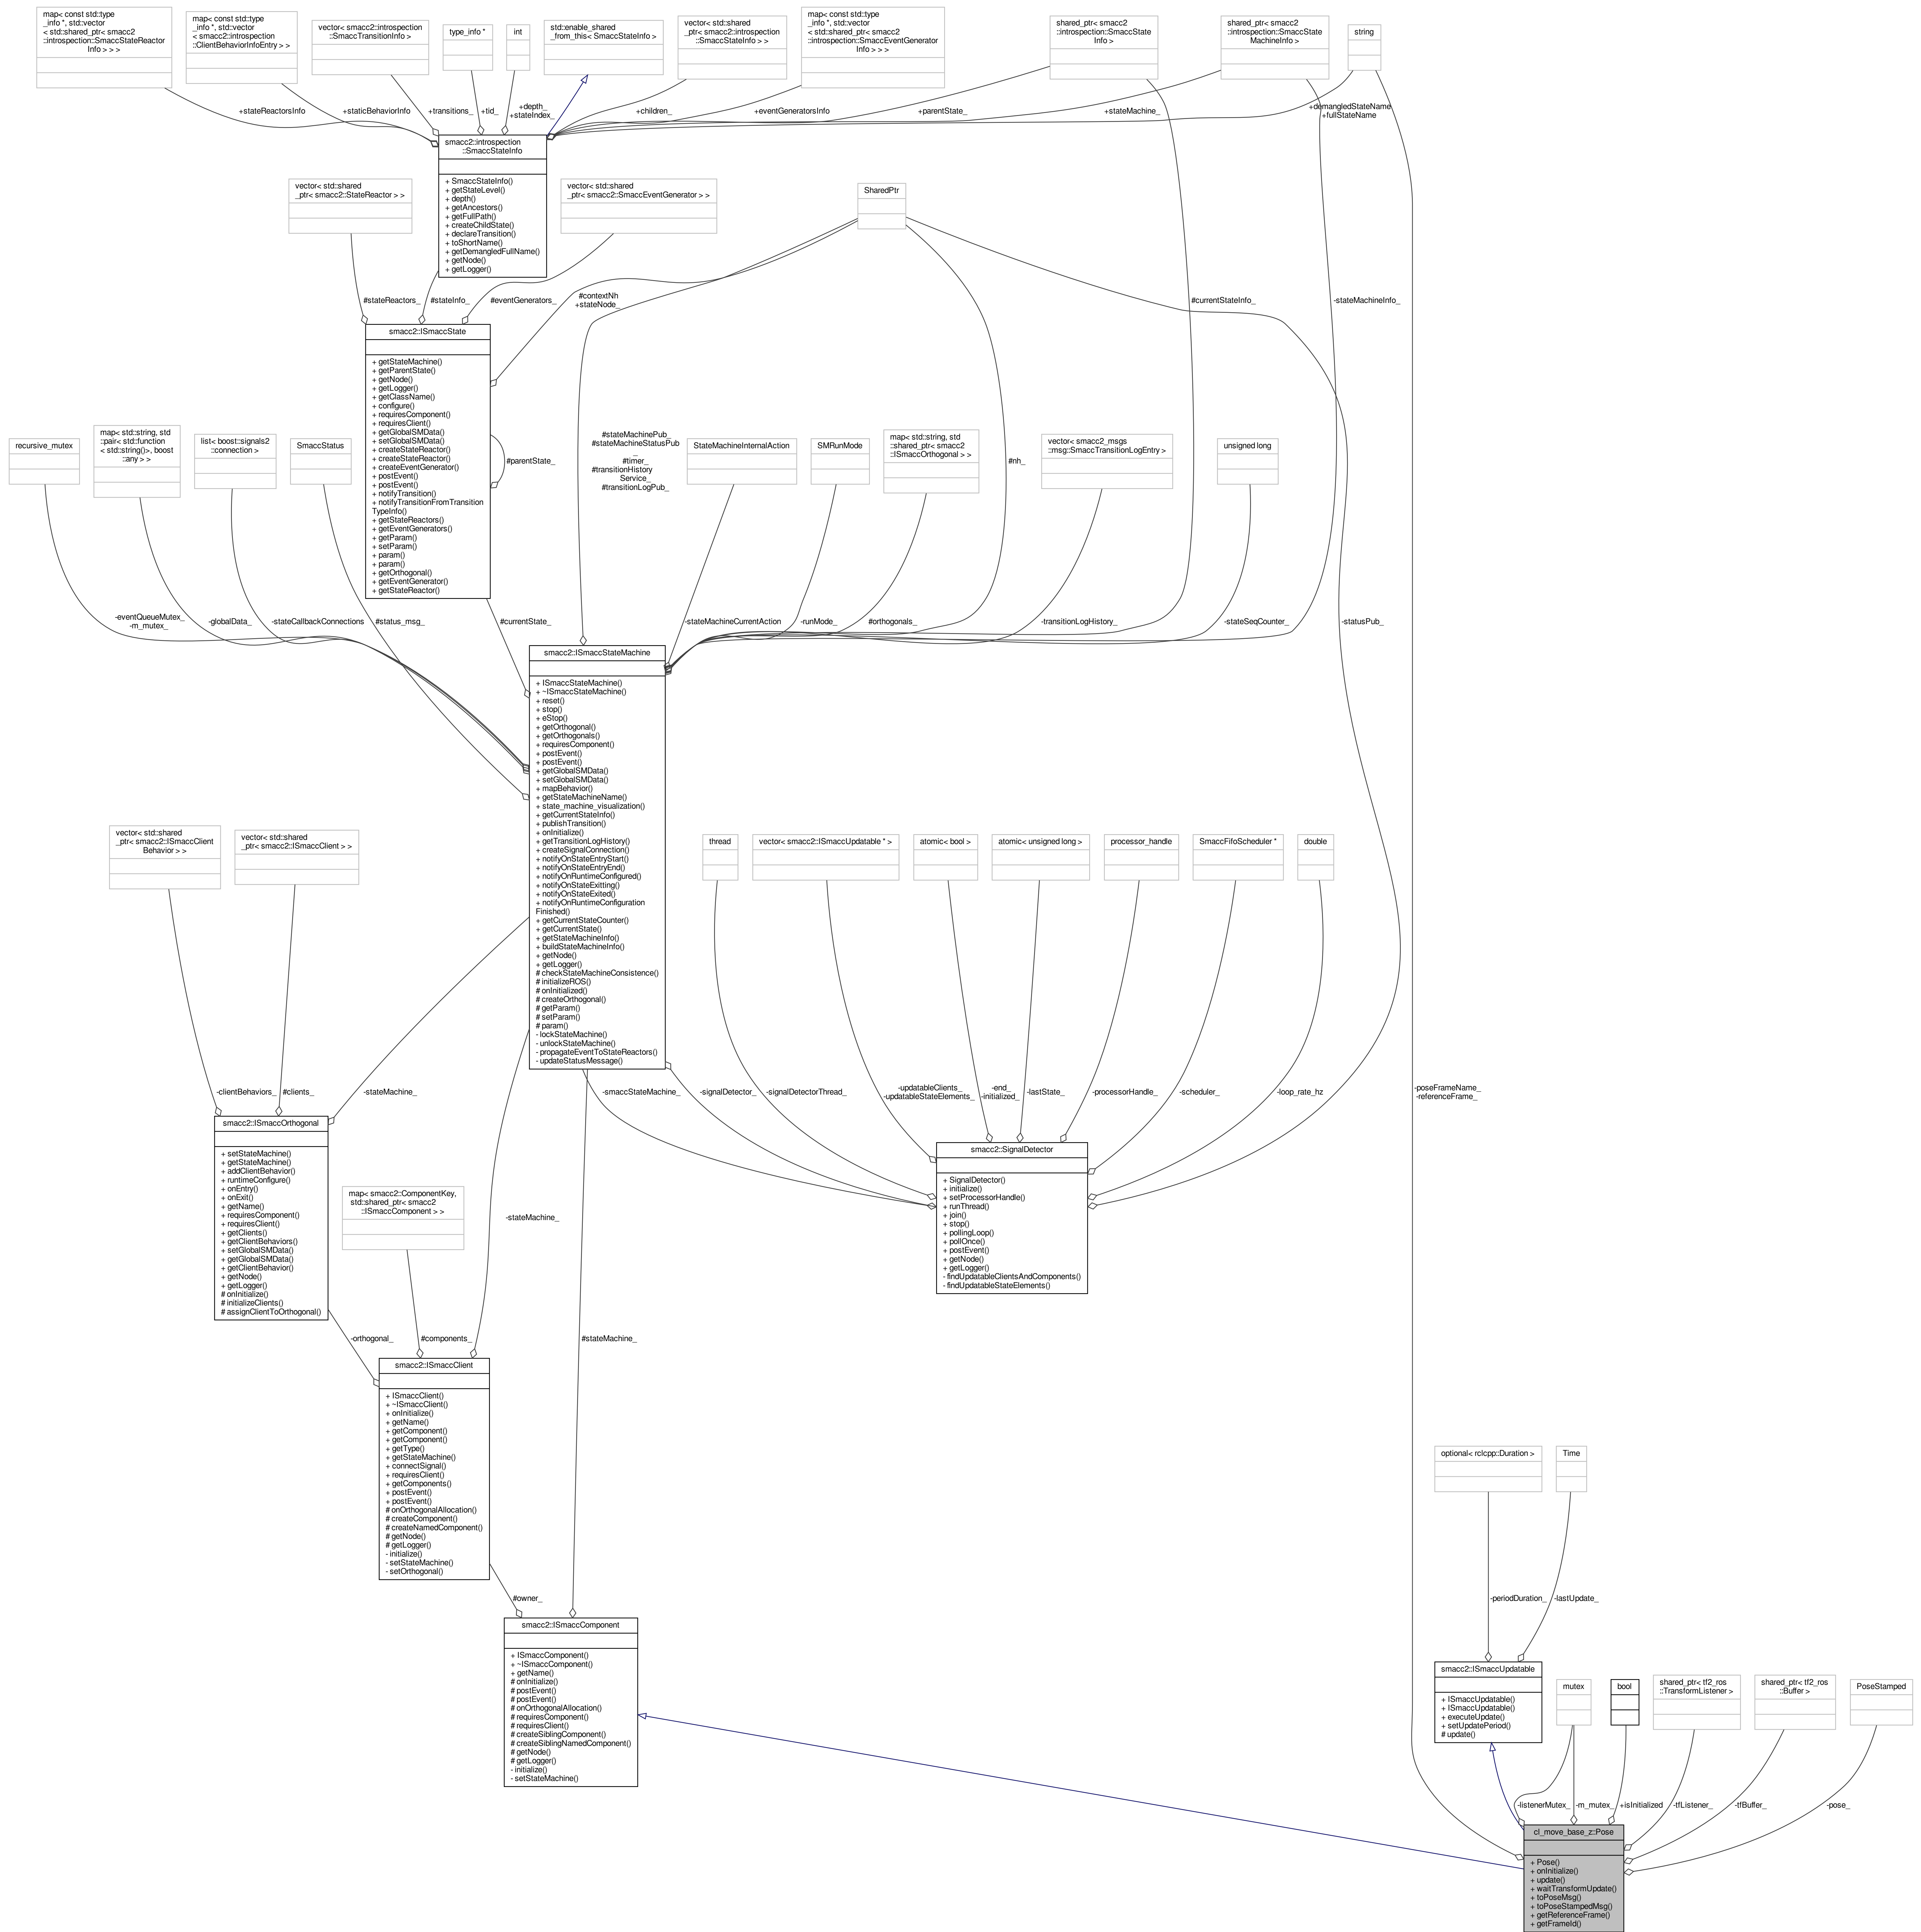 map< const std::type
_info *, std::vector
< std::shared_ptr< smacc2
::introspection::SmaccStateReactor
Info > > >
map< const std::type
_info *, std::vector
< smacc2::introspection
::ClientBehaviorInfoEntry > >
vector< smacc2::introspection
::SmaccTransitionInfo >
type_info *
int
std::enable_shared
_from_this< SmaccStateInfo >
vector< std::shared
_ptr< smacc2::introspection
::SmaccStateInfo > >
map< const std::type
_info *, std::vector
< std::shared_ptr< smacc2
::introspection::SmaccEventGenerator
Info > > >
shared_ptr< smacc2
::introspection::SmaccState
Info >
shared_ptr< smacc2
::introspection::SmaccState
MachineInfo >
string
+stateReactorsInfo
+staticBehaviorInfo
+transitions_
+tid_
+depth_
+stateIndex_
+children_
+eventGeneratorsInfo
+parentState_
+stateMachine_
+demangledStateName
+fullStateName
smacc2::introspection
::SmaccStateInfo
+ SmaccStateInfo()
+ getStateLevel()
+ depth()
+ getAncestors()
+ getFullPath()
+ createChildState()
+ declareTransition()
+ toShortName()
+ getDemangledFullName()
+ getNode()
+ getLogger()
vector< std::shared
_ptr< smacc2::StateReactor > >
vector< std::shared
_ptr< smacc2::SmaccEventGenerator > >
SharedPtr
#stateReactors_
#stateInfo_
#eventGenerators_
#contextNh
+stateNode_
#currentStateInfo_
-stateMachineInfo_
smacc2::ISmaccState
+ getStateMachine()
+ getParentState()
+ getNode()
+ getLogger()
+ getClassName()
+ configure()
+ requiresComponent()
+ requiresClient()
+ getGlobalSMData()
+ setGlobalSMData()
+ createStateReactor()
+ createStateReactor()
+ createEventGenerator()
+ postEvent()
+ postEvent()
+ notifyTransition()
+ notifyTransitionFromTransition
TypeInfo()
+ getStateReactors()
+ getEventGenerators()
+ getParam()
+ setParam()
+ param()
+ param()
+ getOrthogonal()
+ getEventGenerator()
+ getStateReactor()
#parentState_
recursive_mutex
map< std::string, std
::pair< std::function
< std::string()>, boost
::any > >
list< boost::signals2
::connection >
SmaccStatus
#stateMachinePub_
#stateMachineStatusPub
_
#timer_
#transitionHistory
Service_
#transitionLogPub_
StateMachineInternalAction
SMRunMode
map< std::string, std
::shared_ptr< smacc2
::ISmaccOrthogonal > >
#nh_
vector< smacc2_msgs
::msg::SmaccTransitionLogEntry >
unsigned long
-eventQueueMutex_
-m_mutex_
-globalData_
-stateCallbackConnections
#status_msg_
#currentState_
-stateMachineCurrentAction
-runMode_
#orthogonals_
-transitionLogHistory_
-stateSeqCounter_
-statusPub_
smacc2::ISmaccStateMachine
+ ISmaccStateMachine()
+ ~ISmaccStateMachine()
+ reset()
+ stop()
+ eStop()
+ getOrthogonal()
+ getOrthogonals()
+ requiresComponent()
+ postEvent()
+ postEvent()
+ getGlobalSMData()
+ setGlobalSMData()
+ mapBehavior()
+ getStateMachineName()
+ state_machine_visualization()
+ getCurrentStateInfo()
+ publishTransition()
+ onInitialize()
+ getTransitionLogHistory()
+ createSignalConnection()
+ notifyOnStateEntryStart()
+ notifyOnStateEntryEnd()
+ notifyOnRuntimeConfigured()
+ notifyOnStateExitting()
+ notifyOnStateExited()
+ notifyOnRuntimeConfiguration
Finished()
+ getCurrentStateCounter()
+ getCurrentState()
+ getStateMachineInfo()
+ buildStateMachineInfo()
+ getNode()
+ getLogger()
# checkStateMachineConsistence()
# initializeROS()
# onInitialized()
# createOrthogonal()
# getParam()
# setParam()
# param()
- lockStateMachine()
- unlockStateMachine()
- propagateEventToStateReactors()
- updateStatusMessage()
vector< std::shared
_ptr< smacc2::ISmaccClient
Behavior > >
vector< std::shared
_ptr< smacc2::ISmaccClient > >
thread
vector< smacc2::ISmaccUpdatable * >
atomic< bool >
atomic< unsigned long >
processor_handle
SmaccFifoScheduler *
double
-clientBehaviors_
#clients_
-stateMachine_
-smaccStateMachine_
-signalDetector_
-signalDetectorThread_
-updatableClients_
-updatableStateElements_
-end_
-initialized_
-lastState_
-processorHandle_
-scheduler_
-loop_rate_hz
-poseFrameName_
-referenceFrame_
smacc2::ISmaccOrthogonal
+ setStateMachine()
+ getStateMachine()
+ addClientBehavior()
+ runtimeConfigure()
+ onEntry()
+ onExit()
+ getName()
+ requiresComponent()
+ requiresClient()
+ getClients()
+ getClientBehaviors()
+ setGlobalSMData()
+ getGlobalSMData()
+ getClientBehavior()
+ getNode()
+ getLogger()
# onInitialize()
# initializeClients()
# assignClientToOrthogonal()
smacc2::SignalDetector
+ SignalDetector()
+ initialize()
+ setProcessorHandle()
+ runThread()
+ join()
+ stop()
+ pollingLoop()
+ pollOnce()
+ postEvent()
+ getNode()
+ getLogger()
- findUpdatableClientsAndComponents()
- findUpdatableStateElements()
map< smacc2::ComponentKey,
std::shared_ptr< smacc2
::ISmaccComponent > >
-stateMachine_
-orthogonal_
#components_
#stateMachine_
smacc2::ISmaccClient
+ ISmaccClient()
+ ~ISmaccClient()
+ onInitialize()
+ getName()
+ getComponent()
+ getComponent()
+ getType()
+ getStateMachine()
+ connectSignal()
+ requiresClient()
+ getComponents()
+ postEvent()
+ postEvent()
# onOrthogonalAllocation()
# createComponent()
# createNamedComponent()
# getNode()
# getLogger()
- initialize()
- setStateMachine()
- setOrthogonal()
optional< rclcpp::Duration >
Time
#owner_
-periodDuration_
-lastUpdate_
smacc2::ISmaccComponent
+ ISmaccComponent()
+ ~ISmaccComponent()
+ getName()
# onInitialize()
# postEvent()
# postEvent()
# onOrthogonalAllocation()
# requiresComponent()
# requiresClient()
# createSiblingComponent()
# createSiblingNamedComponent()
# getNode()
# getLogger()
- initialize()
- setStateMachine()
smacc2::ISmaccUpdatable
+ ISmaccUpdatable()
+ ISmaccUpdatable()
+ executeUpdate()
+ setUpdatePeriod()
# update()
mutex
bool
shared_ptr< tf2_ros
::TransformListener >
shared_ptr< tf2_ros
::Buffer >
PoseStamped
-listenerMutex_
-m_mutex_
+isInitialized
-tfListener_
-tfBuffer_
-pose_
cl_move_base_z::Pose
+ Pose()
+ onInitialize()
+ update()
+ waitTransformUpdate()
+ toPoseMsg()
+ toPoseStampedMsg()
+ getReferenceFrame()
+ getFrameId()